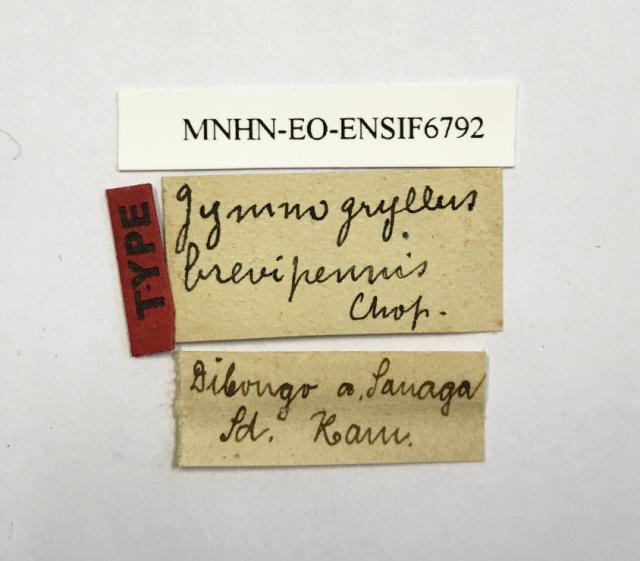 MNHN-EO-ENSIF6792
TYPE
Gymnogryllus
brevipennis
Chop.
Dibongo a. Sanaga
Sd. Kam.